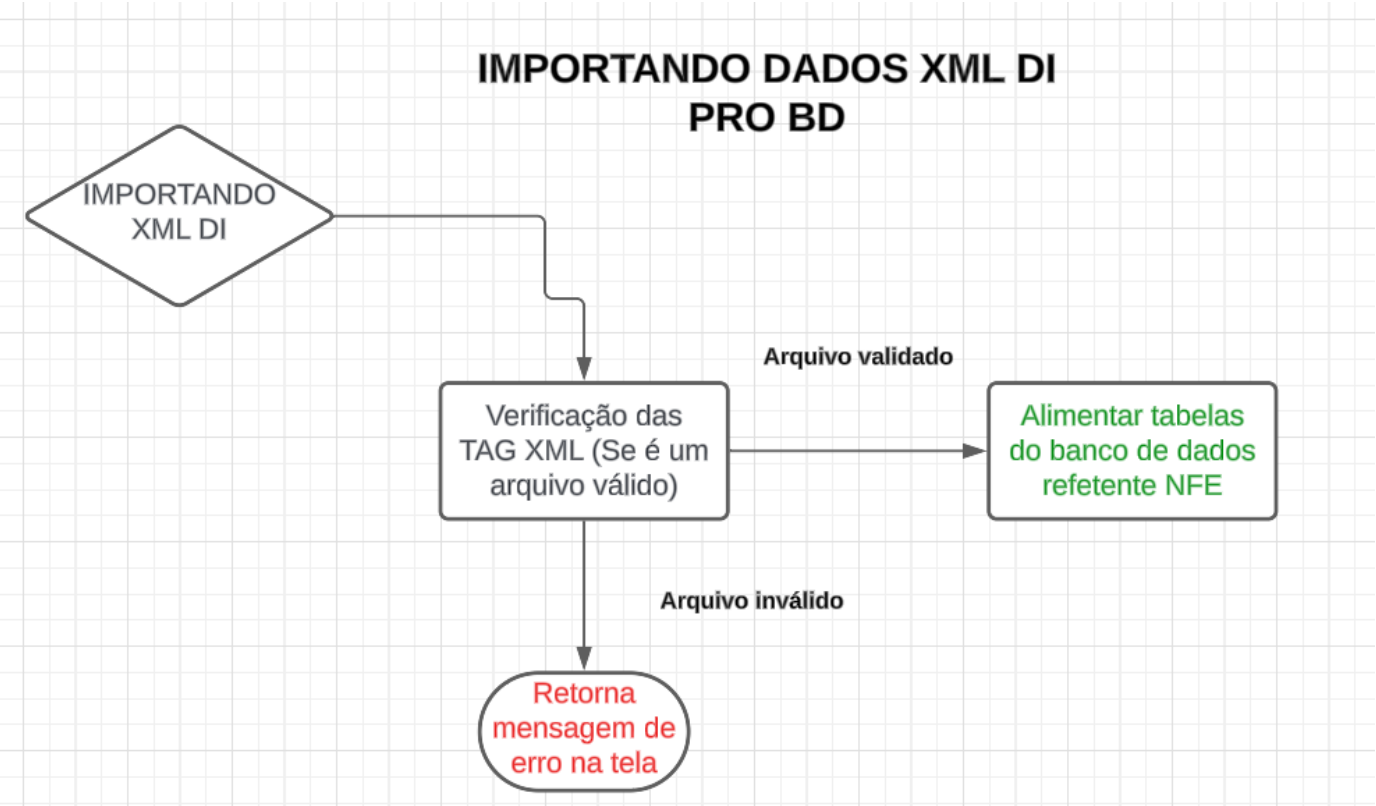 IMPORTANDO DADOS XML DI
PRO BD
IMPORTANDO
XML DI
Arquivo validado
Verificação das
TAG XML (Se é um
arquivo válido)
Alimentar tabelas
do banco de dados
refetente NFE
Arquivo inválido
Retorna
mensagem de
erro na tela